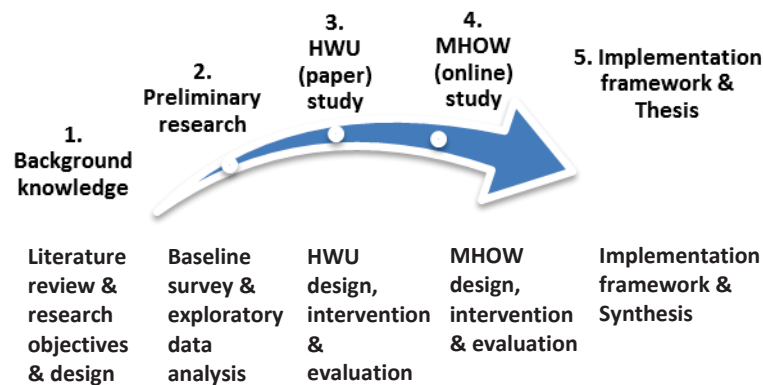 1.
Background
knowledge
2.
Preliminary
research
3.
HWU
(paper)
study
4.
MHOW
(online)
study
5. Implementation
framework &
Thesis
Literature
review &
research
objectives
& design
Baseline
survey &
exploratory
data
analysis
HWU
design,
intervention
&
evaluation
MHOW
design,
intervention
& evaluation
Implementation
framework &
Synthesis